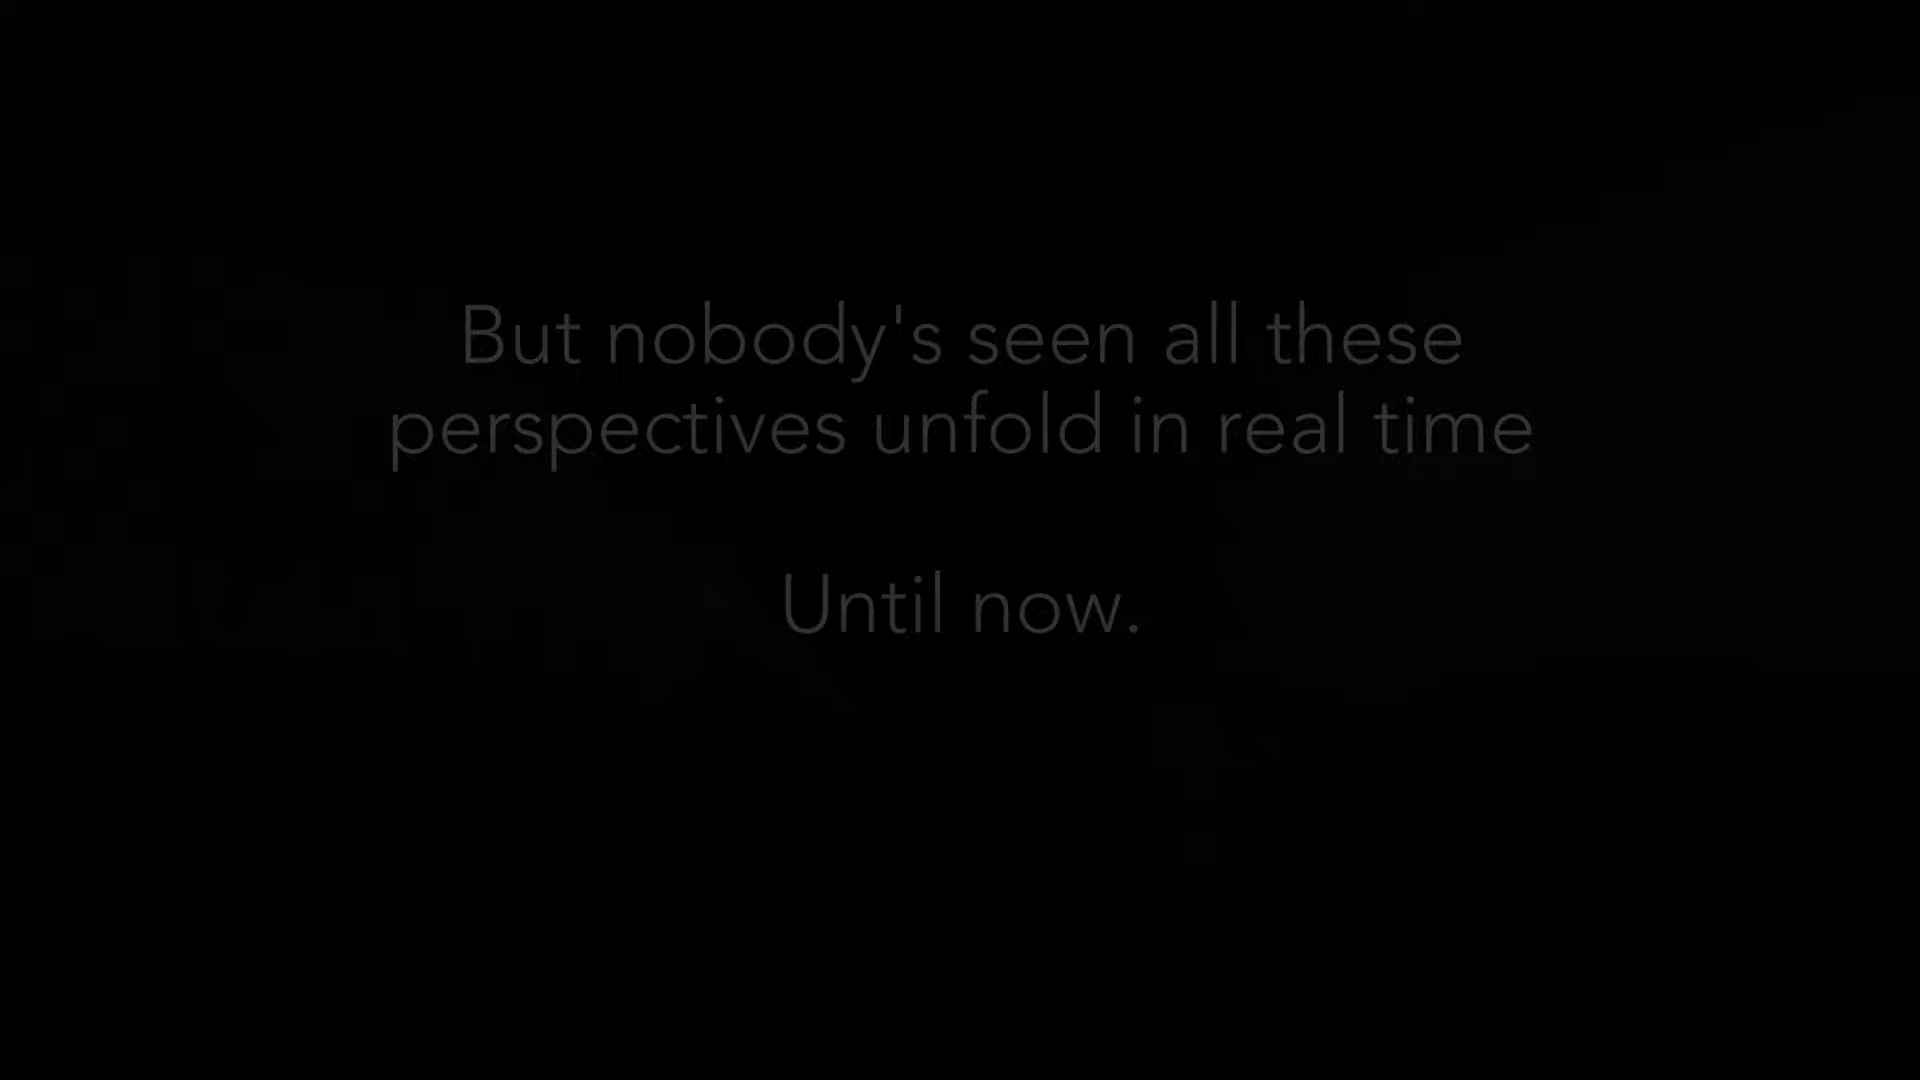 But nobody's seen all these
perspectives unfold in real time
Until now.